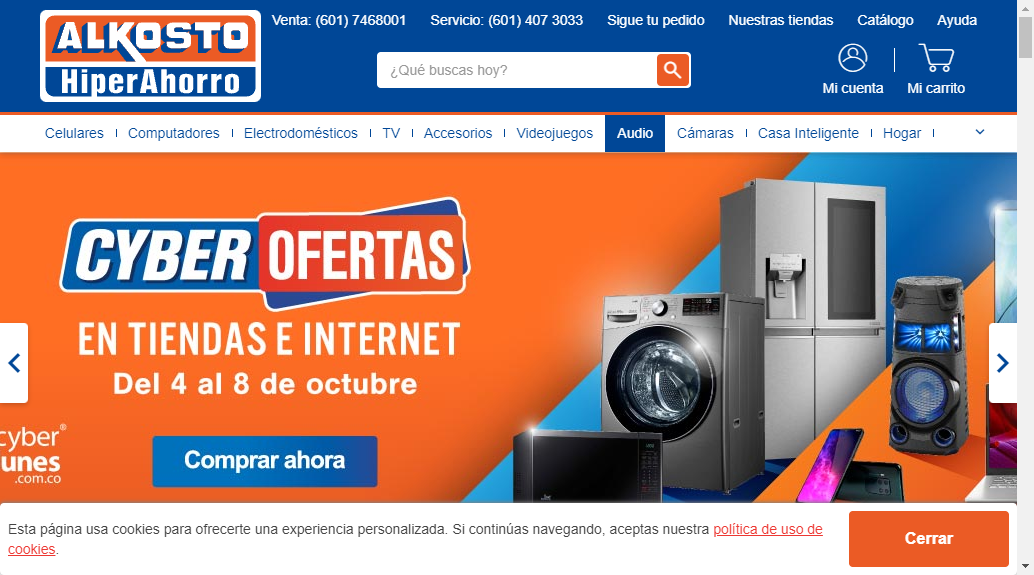 ALKOSTO
HiperAhorro
Venta: (601) 7468001 Servicio: (601) 407 3033 Sigue tu pedido Nuestras tiendas Catálogo Ayuda
¿Qué buscas hoy?
Mi cuenta Mi carrito
Celulares Computadores Electrodomésticos TV Accesorios Videojuegos Audio Cámaras Casa Inteligente Hogar
CYBER OFERTAS
EN TIENDAS E INTERNET
Del 4 al 8 de octubre
cyber®
lunes
.com.co
Comprar ahora
Esta página usa cookies para ofrecerte una experiencia personalizada. Si continúas navegando, aceptas nuestra política de uso de
cookies.
Cerrar